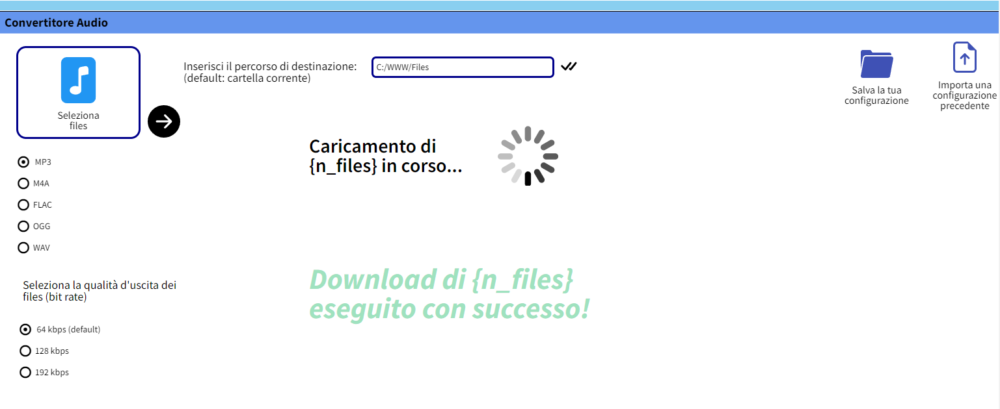 Convertitore Audio
Seleziona
files
Inserisci il percorso di destinazione:
(default: cartella corrente)
C:/WWW/Files
Salva la tua
configurazione
Importa una
configurazione
precedente
Caricamento di
{n_files} in corso...
MP3
M4A
FLAC
OGG
WAV
Download di {n_files}
eseguito con successo!
Seleziona la qualità d'uscita dei
files (bit rate)
64 kbps (default)
128 kbps
192 kbps